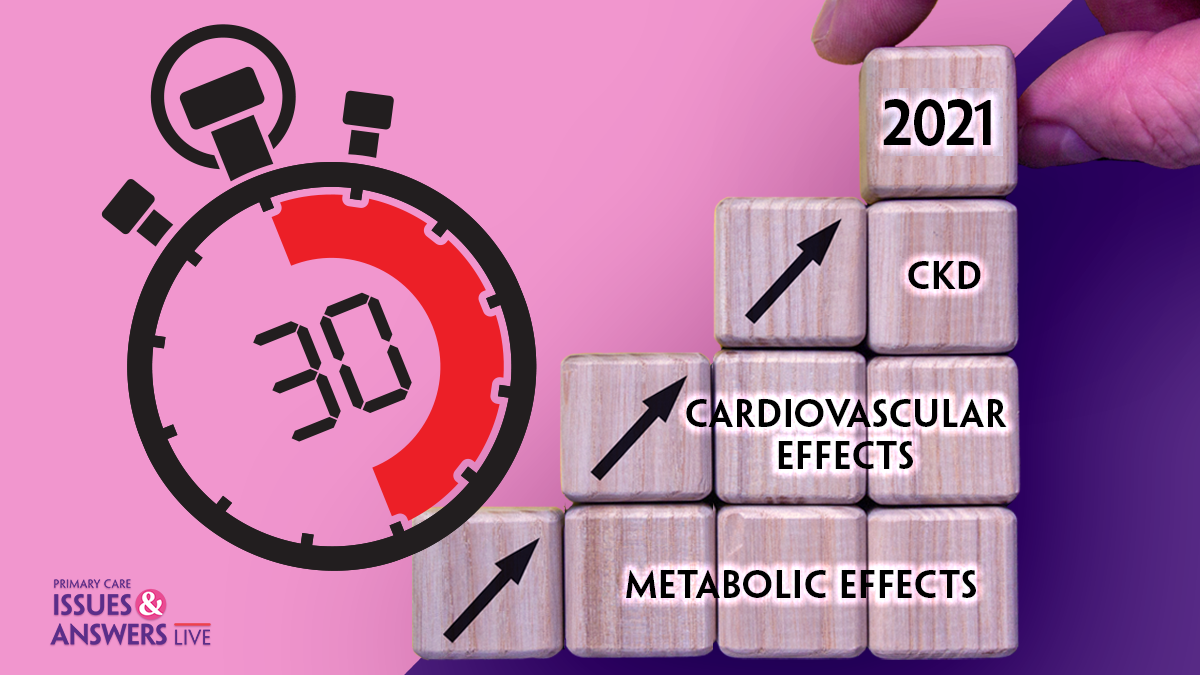 30
2021
CKD
CARDIOVASCULAR
EFFECTS
METABOLIC EFFECTS
PRIMARY CARE
ISSUES &
ANSWERS LIVE